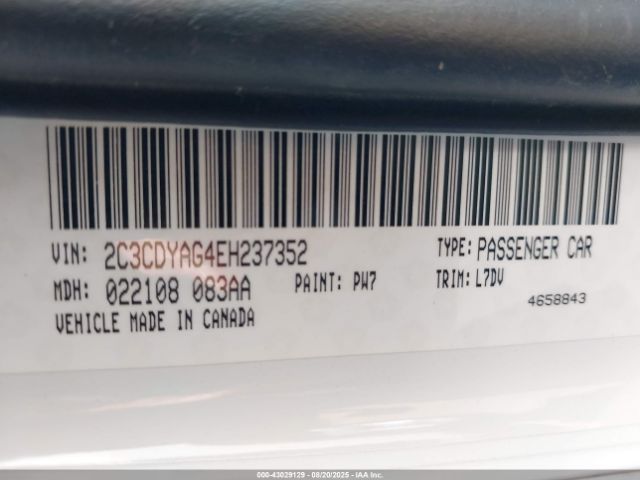 VIN: 2C3CDYAG4EH237352 TYPE: PASSENGER CAR
MDH: 022108 083AA PAINT: PW7 TRIM: L7DV
4658843
VEHICLE MADE IN CANADA
000-43029129 - 08/20/2025 - IAA, Inc.